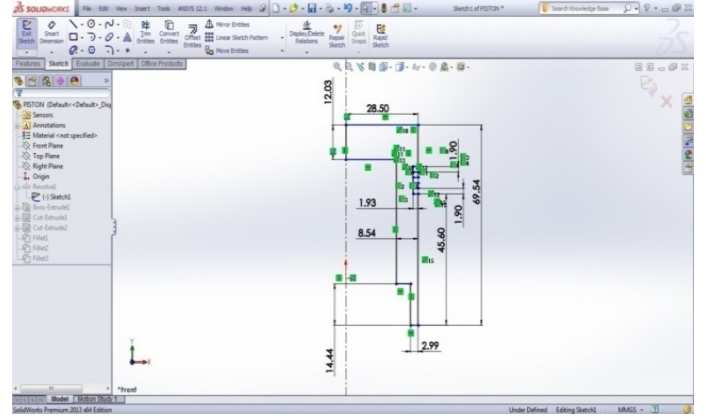 SOLIDWORKS File Edit View Insert Tools ANSYS 12.1 Window Help Sketch1 of PISTON * Search Knowledge Base
Exit Sketch Smart Dimension Trim Entities Convert Entities Offset Entities Mirror Entities Linear Sketch Pattern Move Entities Display/Delete Relations Repair Sketch Quick Snaps Rapid Sketch
Features Sketch Evaluate DimXpert Office Products
PISTON (Default<<Default>_Disp
Sensors
Annotations
Material <not specified>
Front Plane
Top Plane
Right Plane
Origin
Revolve1
(-) Sketch1
Boss-Extrude1
Cut-Extrude1
Cut-Extrude2
Fillet1
Fillet2
Fillet3
12.03
28.50
1.90
69.54
1.93
1.90
8.54
45.60
14.44
2.99
Y
X
*Front
Model Motion Study 1
SolidWorks Premium 2013 x64 Edition Under Defined Editing Sketch1 MMGS